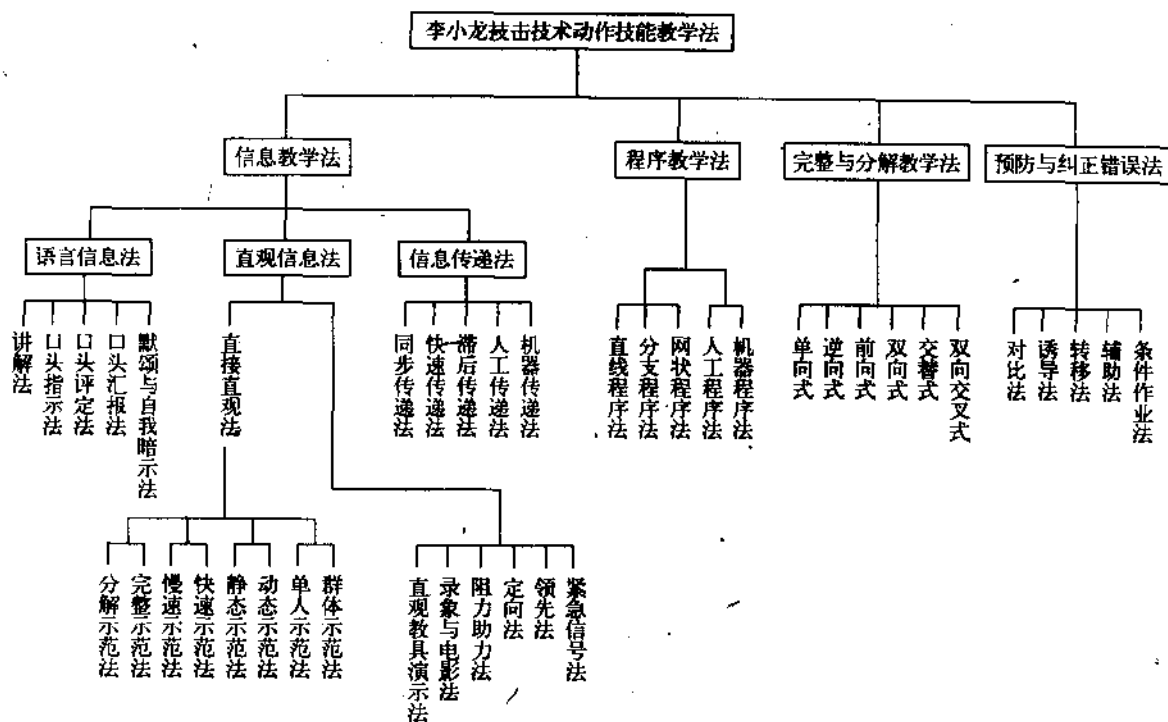 李小龙技击技术动作技能教学法
信息教学法
程序教学法
完整与分解教学法
预防与纠正错误法
语言信息法
直观信息法
信息传递法
讲解法
口头指示法
口头评定法
口头汇报法
默颂与自我暗示法
直接直观法
同步传递法
快速传递法
滞后传递法
人工传递法
机器传递法
直线程序法
分支程序法
网状程序法
人工程序法
机器程序法
单向式
逆向式
前向式
双向式
交替式
双向交叉式
对比法
诱导法
转移法
辅助法
条件作业法
分解示范法
完整示范法
慢速示范法
快速示范法
静态示范法
动态示范法
单人示范法
群体示范法
直观教具演示法
录象与电影法
阻力助力法
定向法
领先法
紧急信号法